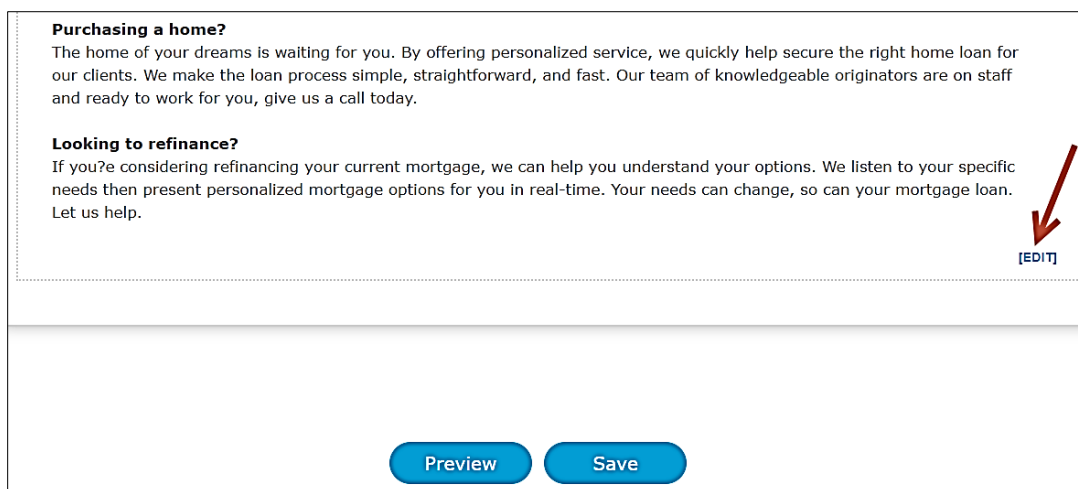 Purchasing a home?
The home of your dreams is waiting for you. By offering personalized service, we quickly help secure the right home loan for
our clients. We make the loan process simple, straightforward, and fast. Our team of knowledgeable originators are on staff
and ready to work for you, give us a call today.
Looking to refinance?
If you?e considering refinancing your current mortgage, we can help you understand your options. We listen to your specific
needs then present personalized mortgage options for you in real-time. Your needs can change, so can your mortgage loan.
Let us help.
[EDIT]
Preview Save